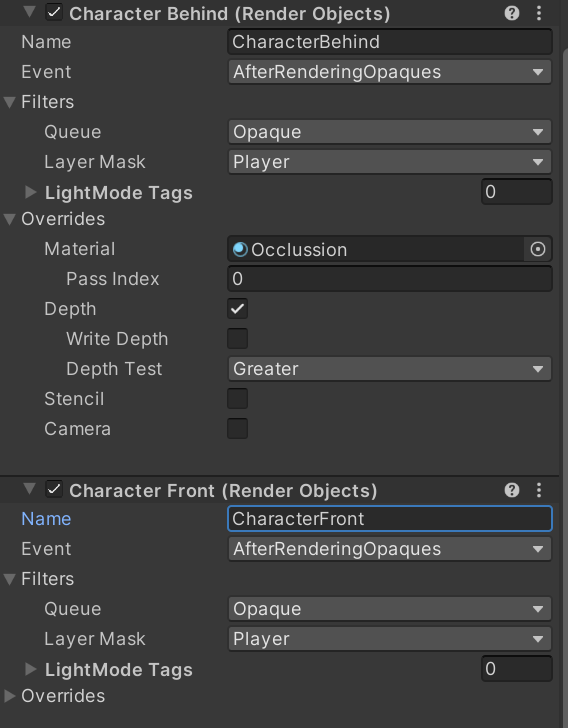 Character Behind (Render Objects)
Name CharacterBehind
Event AfterRenderingOpaques
Filters
Queue Opaque
Layer Mask Player
LightMode Tags 0
Overrides
Material Occlussion
Pass Index 0
Depth
Write Depth
Depth Test Greater
Stencil
Camera
Character Front (Render Objects)
Name CharacterFront
Event AfterRenderingOpaques
Filters
Queue Opaque
Layer Mask Player
LightMode Tags 0
Overrides